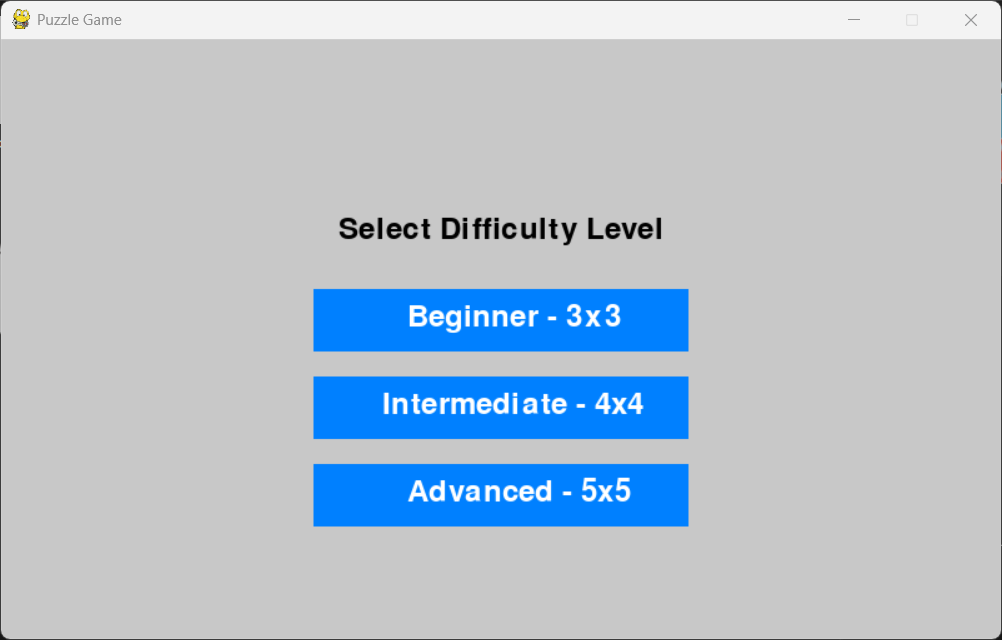 Puzzle Game
Select Difficulty Level
Beginner - 3x3
Intermediate - 4x4
Advanced - 5x5